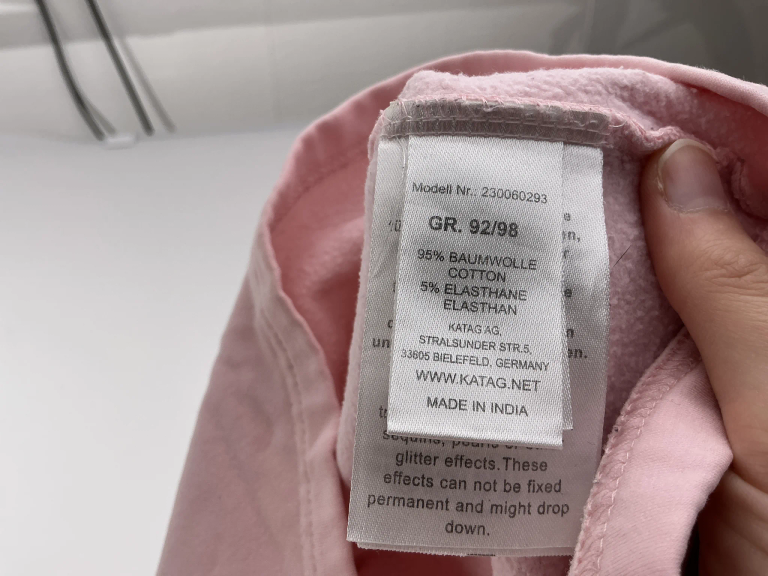 Modell Nr.: 230060293
GR. 92/98
95% BAUMWOLLE
COTTON
5% ELASTHANE
ELASTHAN
KATAG AG,
STRALSUNDER STR.5,
33605 BIELEFELD, GERMANY
WWW.KATAG.NET
MADE IN INDIA
sequins,
glitter effects.These
effects can not be fixed
permanent and might drop
down.